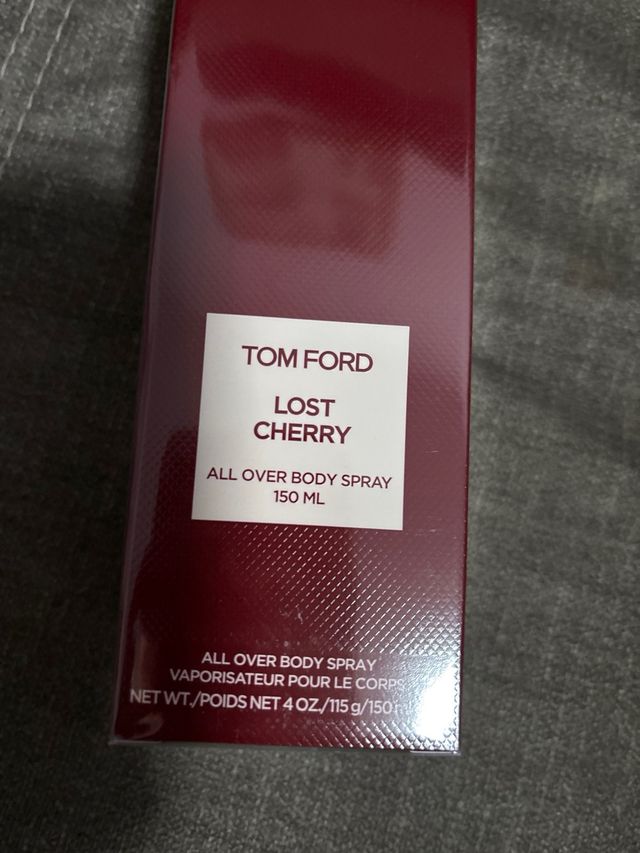 TOM FORD
LOST
CHERRY
ALL OVER BODY SPRAY
150 ML
ALL OVER BODY SPRAY
VAPORISATEUR POUR LE CORPS
NET WT./POIDS NET 4 OZ./115 g/150